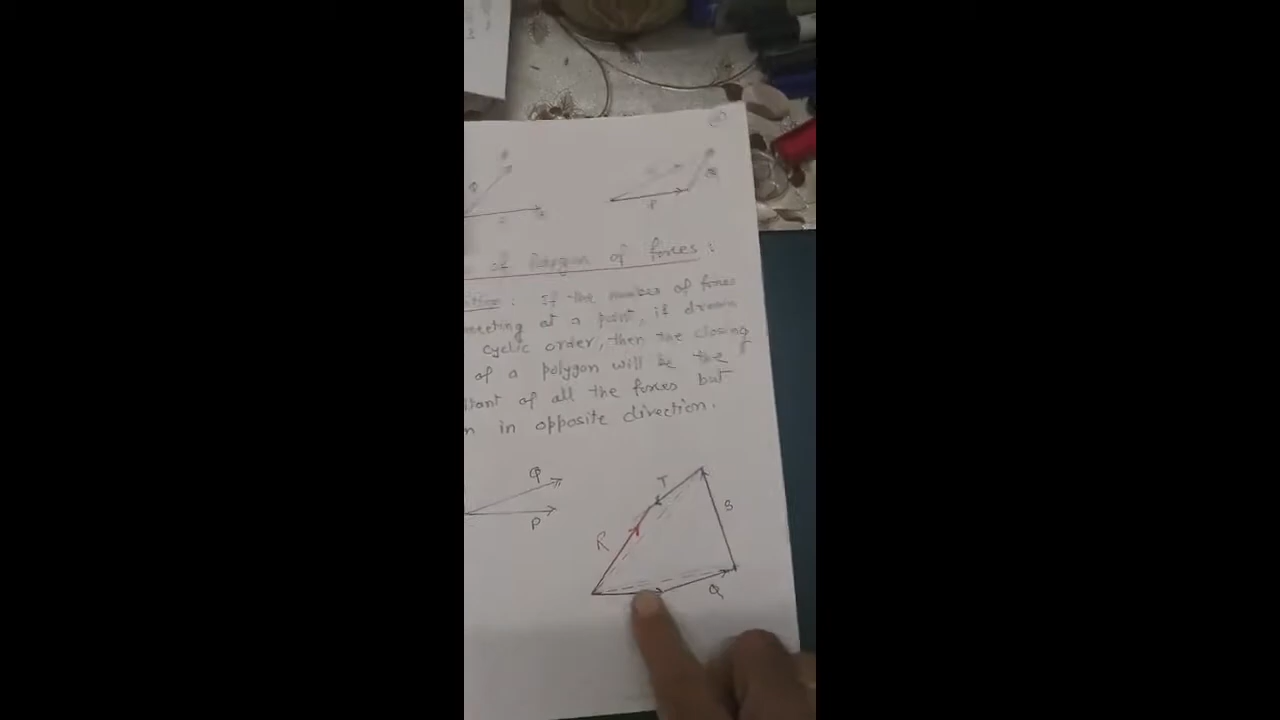 P
of Polygon of forces :
: If the number of forces
meeting at a point, if drawn
cyclic order, then the closing
of a polygon will be the
of all the forces but
in opposite direction.
Q
P
T
S
R
Q